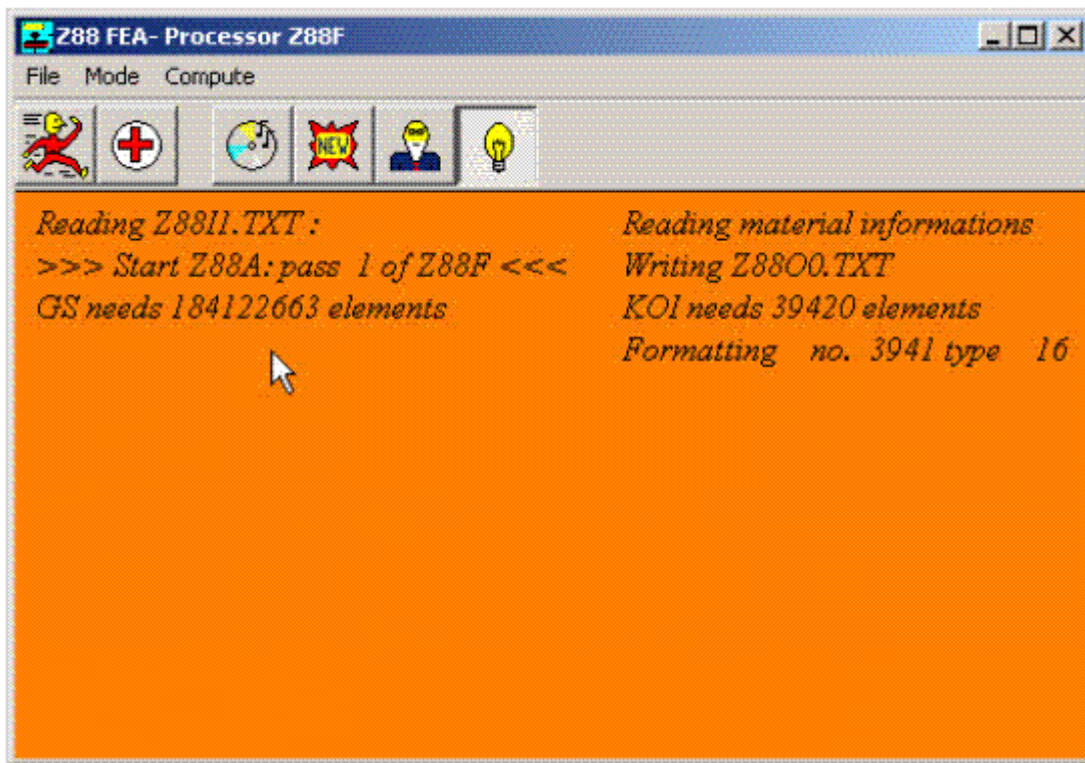 Z88 FEA- Processor Z88F
File Mode Compute
NEW
Reading Z88I1.TXT :
>>> Start Z88A: pass 1 of Z88F <<<
GS needs 184122663 elements
Reading material informations
Writing Z88O0.TXT
KOI needs 39420 elements
Formatting no. 3941 type 16